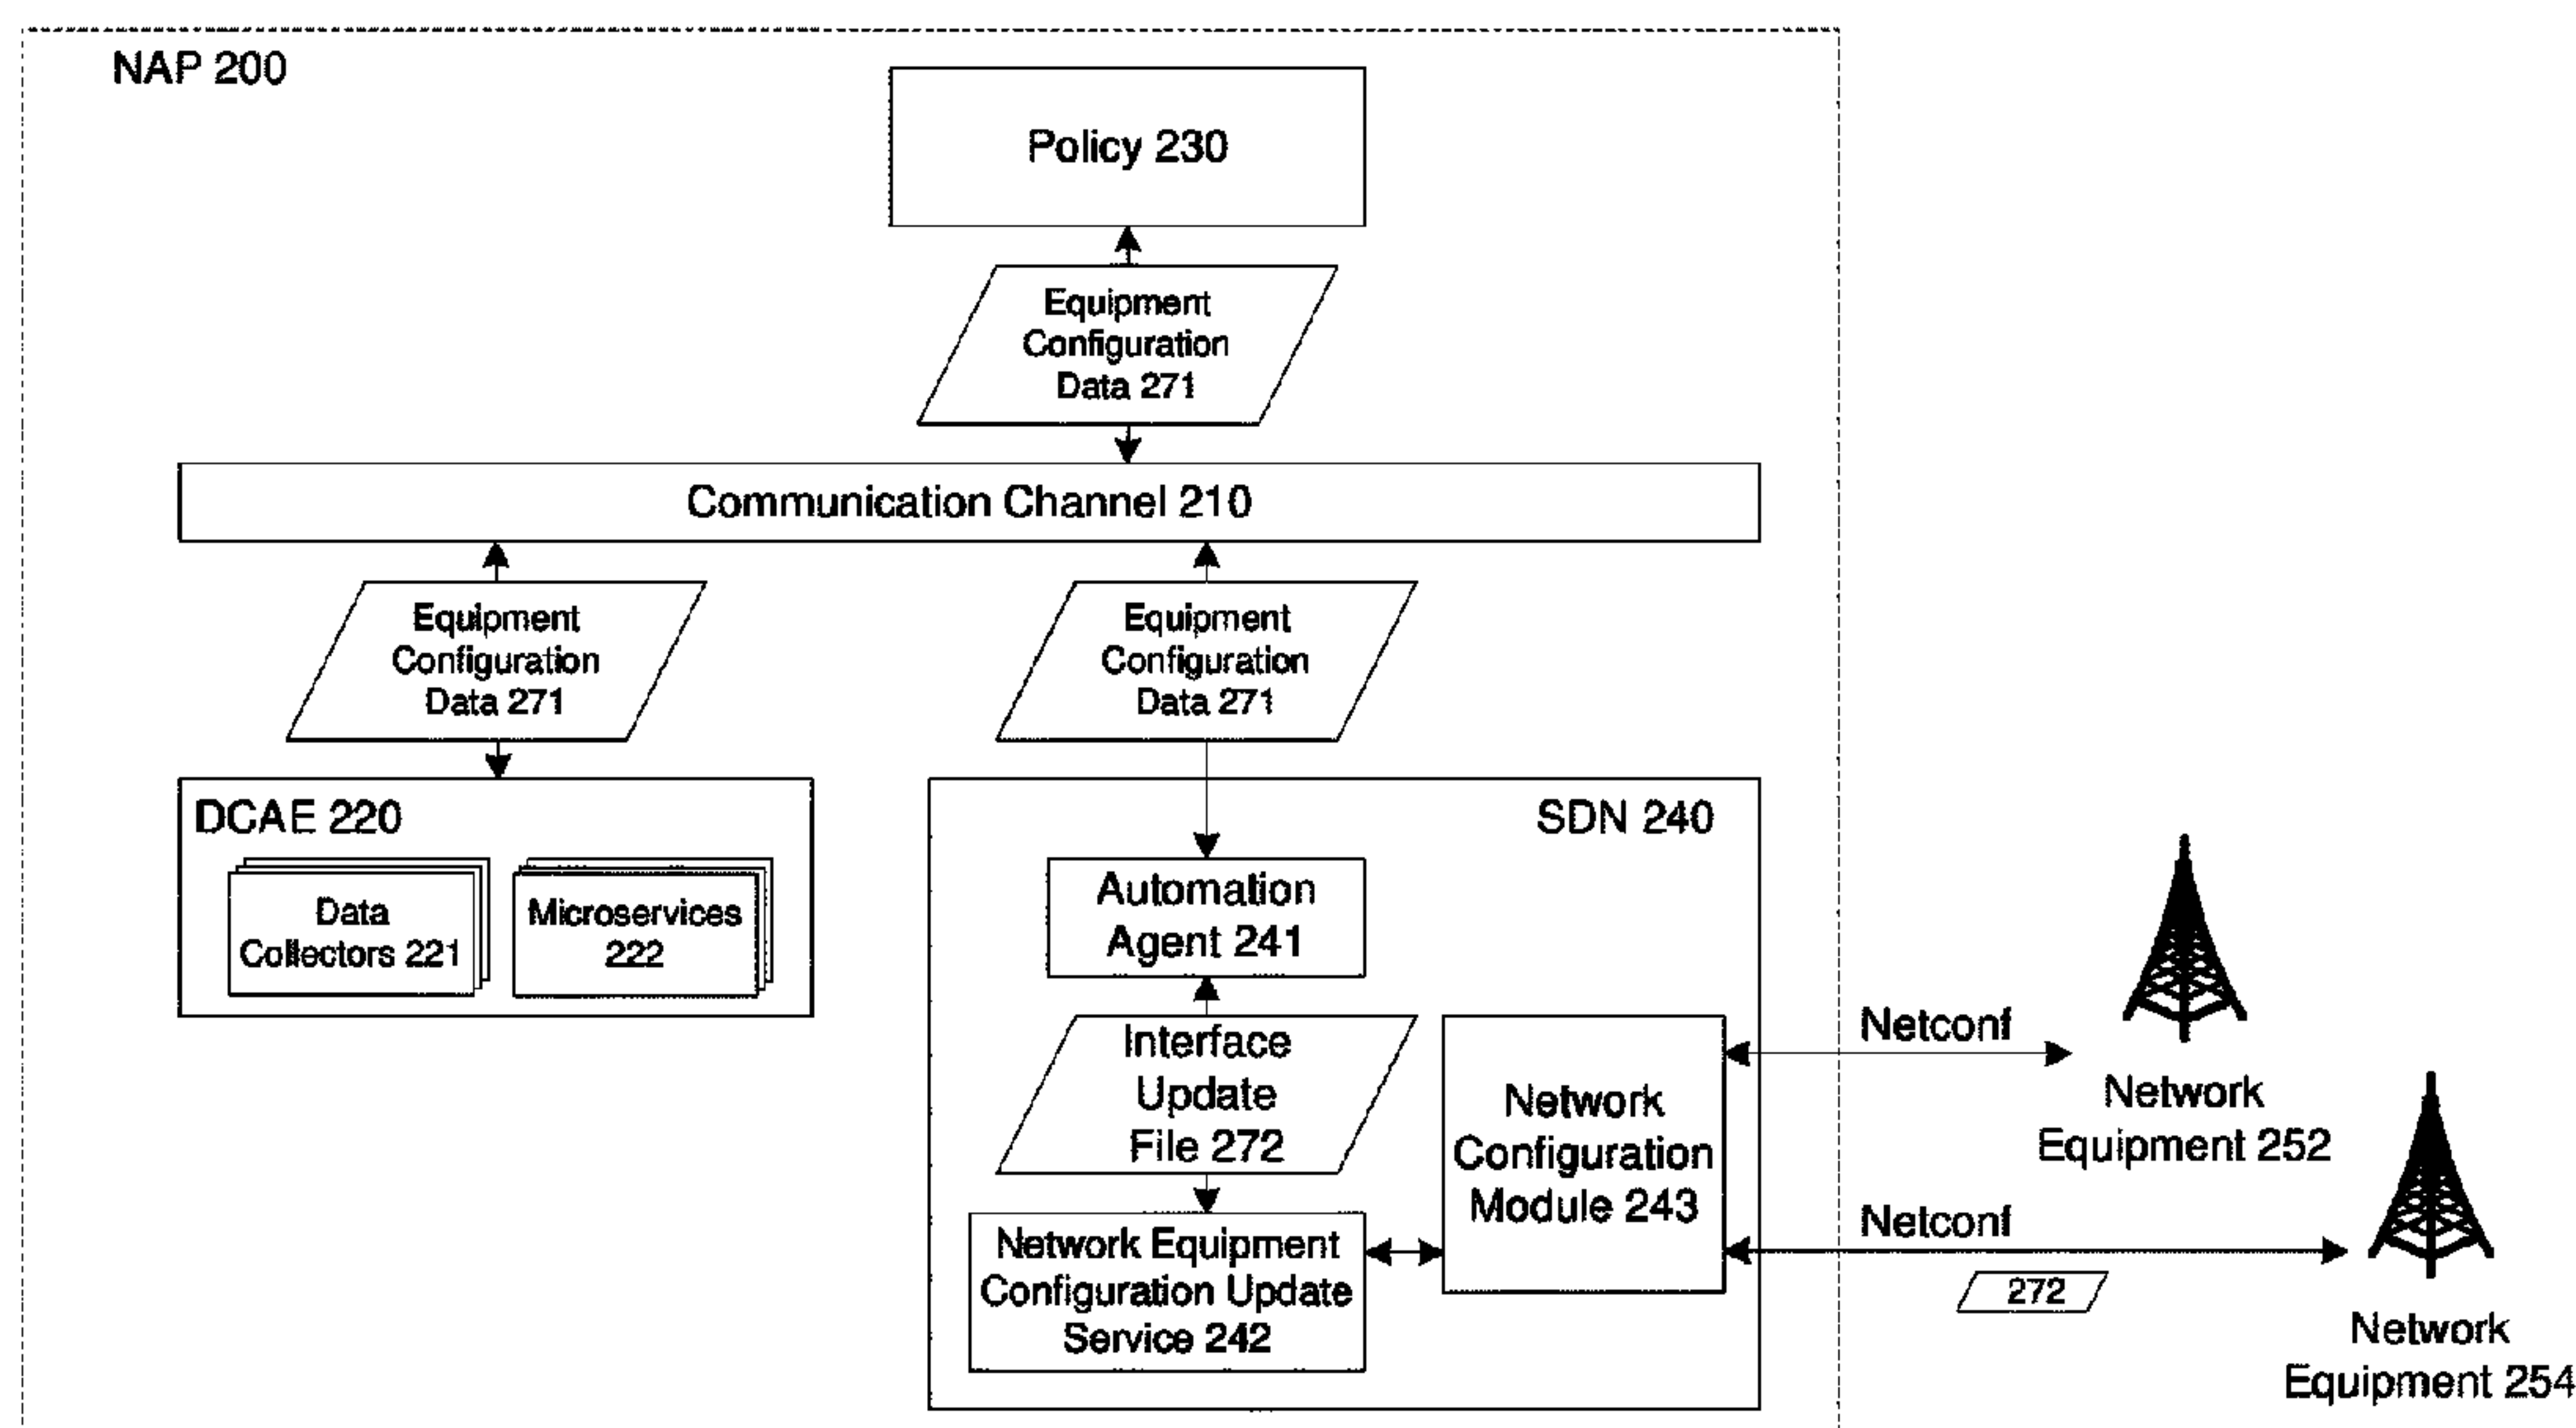 NAP 200
Policy 230
Equipment
Configuration
Data 271
Communication Channel 210
Equipment
Configuration
Data 271
Equipment
Configuration
Data 271
DCAE 220
Data
Collectors 221
Microservices
222
SDN 240
Automation
Agent 241
Interface
Update
File 272
Network Equipment
Configuration Update
Service 242
Network
Configuration
Module 243
Netconf
Network
Equipment 252
Netconf
272
Network
Equipment 254